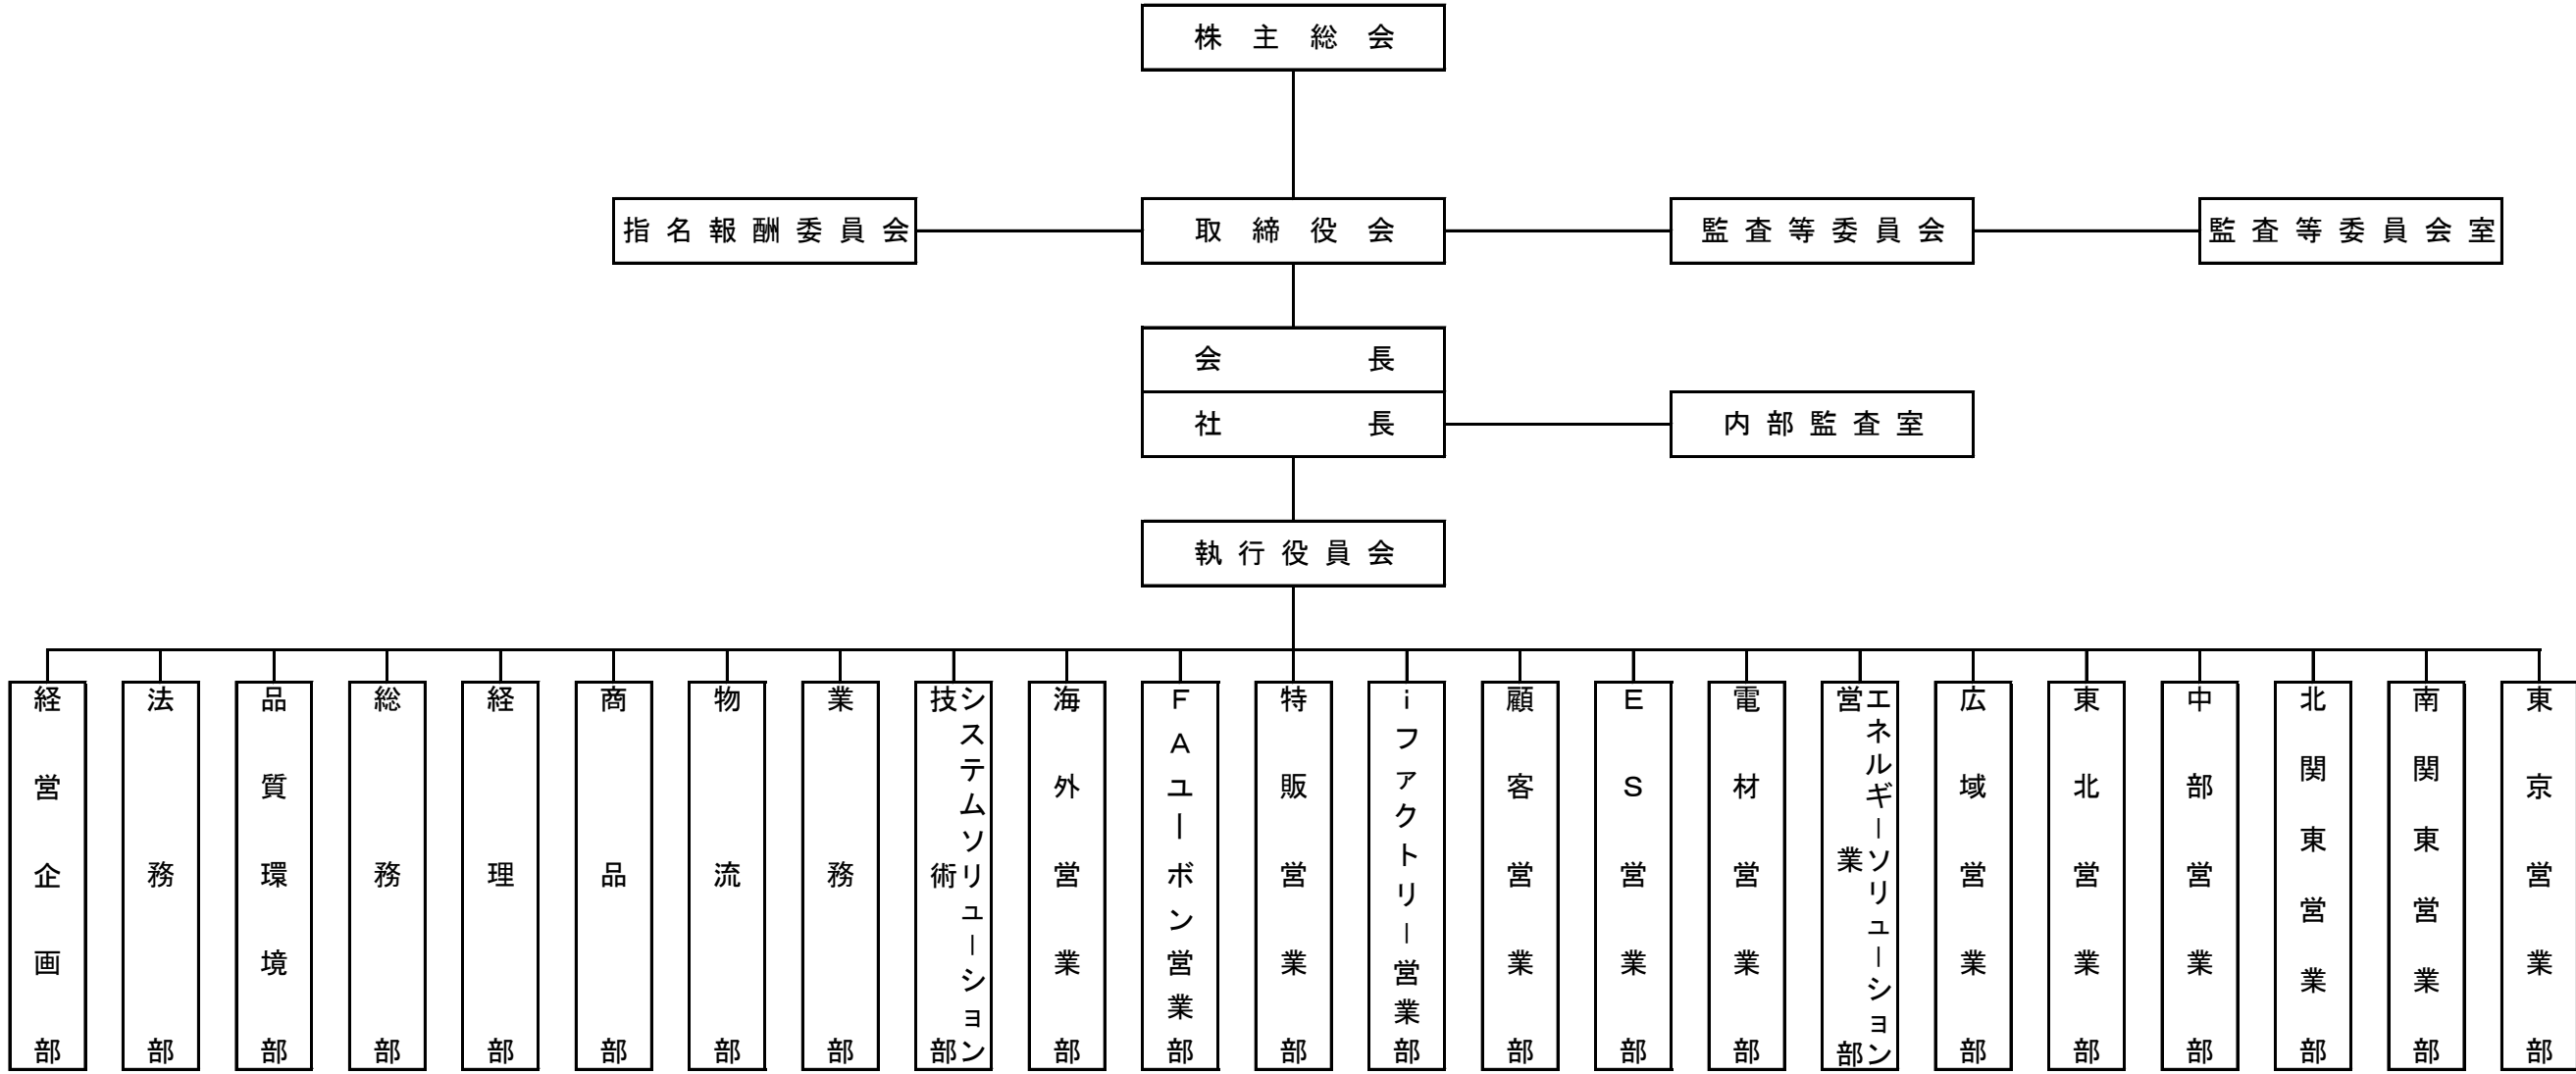 株主総会
指名報酬委員会
取締役会
監査等委員会
監査等委員会室
会長
社長
内部監査室
執行役員会
経営企画部
法務部
品質環境部
総務部
経理部
商品部
物流部
業務部
システムソリューション
技術部
海外営業部
FAユーボン営業部
特販営業部
iファクトリー営業部
顧客営業部
ES営業部
電材営業部
エネルギーソリューション
営業部
広域営業部
東北営業部
中部営業部
北関東営業部
南関東営業部
東京営業部